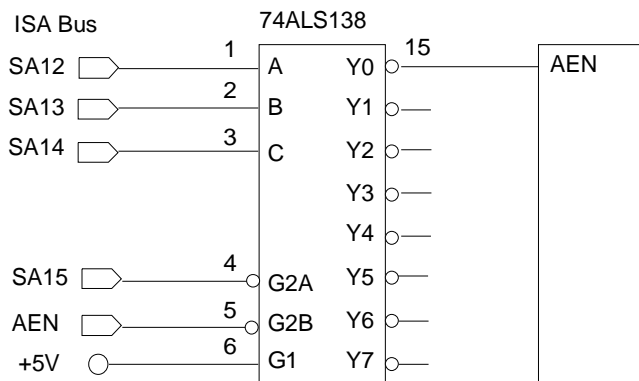 ISA Bus 74ALS138
SA12 1 A Y0 15 AEN
SA13 2 B Y1
SA14 3 C Y2
Y3
Y4
SA15 4 G2A Y5
AEN 5 G2B Y6
+5V 6 G1 Y7